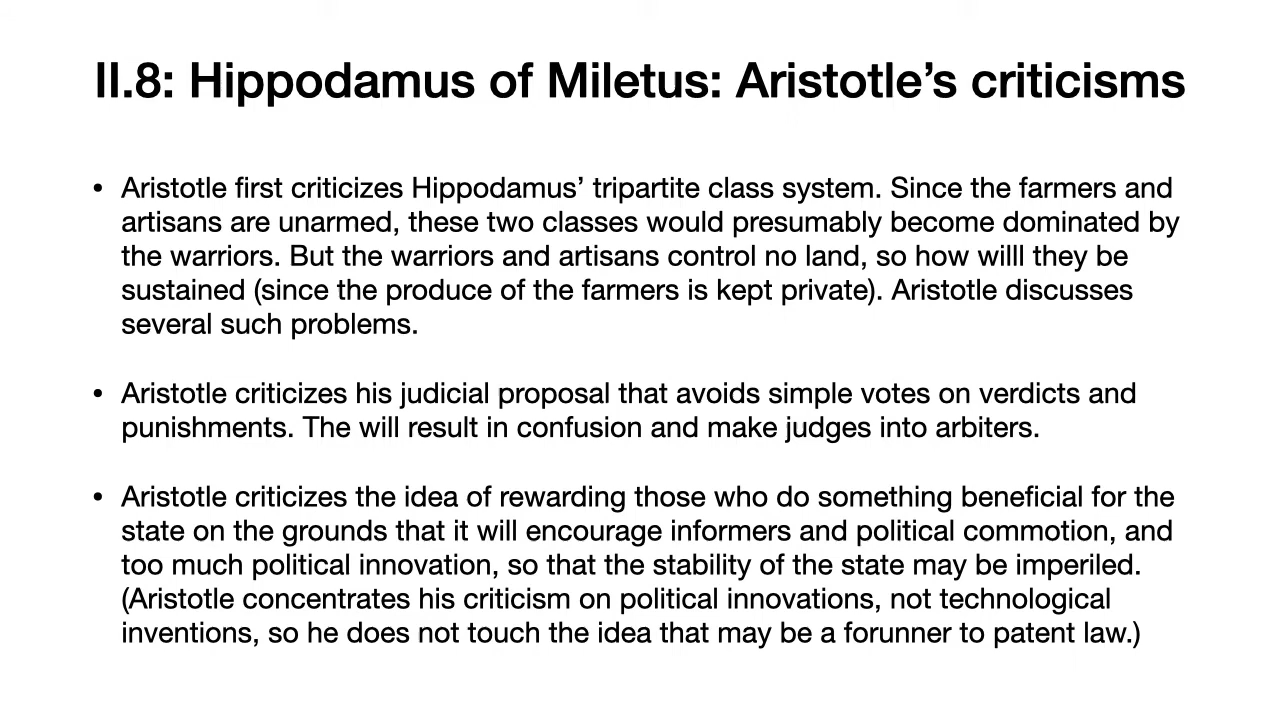 II.8: Hippodamus of Miletus: Aristotle’s criticisms
• Aristotle first criticizes Hippodamus’ tripartite class system. Since the farmers and
artisans are unarmed, these two classes would presumably become dominated by
the warriors. But the warriors and artisans control no land, so how willl they be
sustained (since the produce of the farmers is kept private). Aristotle discusses
several such problems.
• Aristotle criticizes his judicial proposal that avoids simple votes on verdicts and
punishments. The will result in confusion and make judges into arbiters.
• Aristotle criticizes the idea of rewarding those who do something beneficial for the
state on the grounds that it will encourage informers and political commotion, and
too much political innovation, so that the stability of the state may be imperiled.
(Aristotle concentrates his criticism on political innovations, not technological
inventions, so he does not touch the idea that may be a forunner to patent law.)